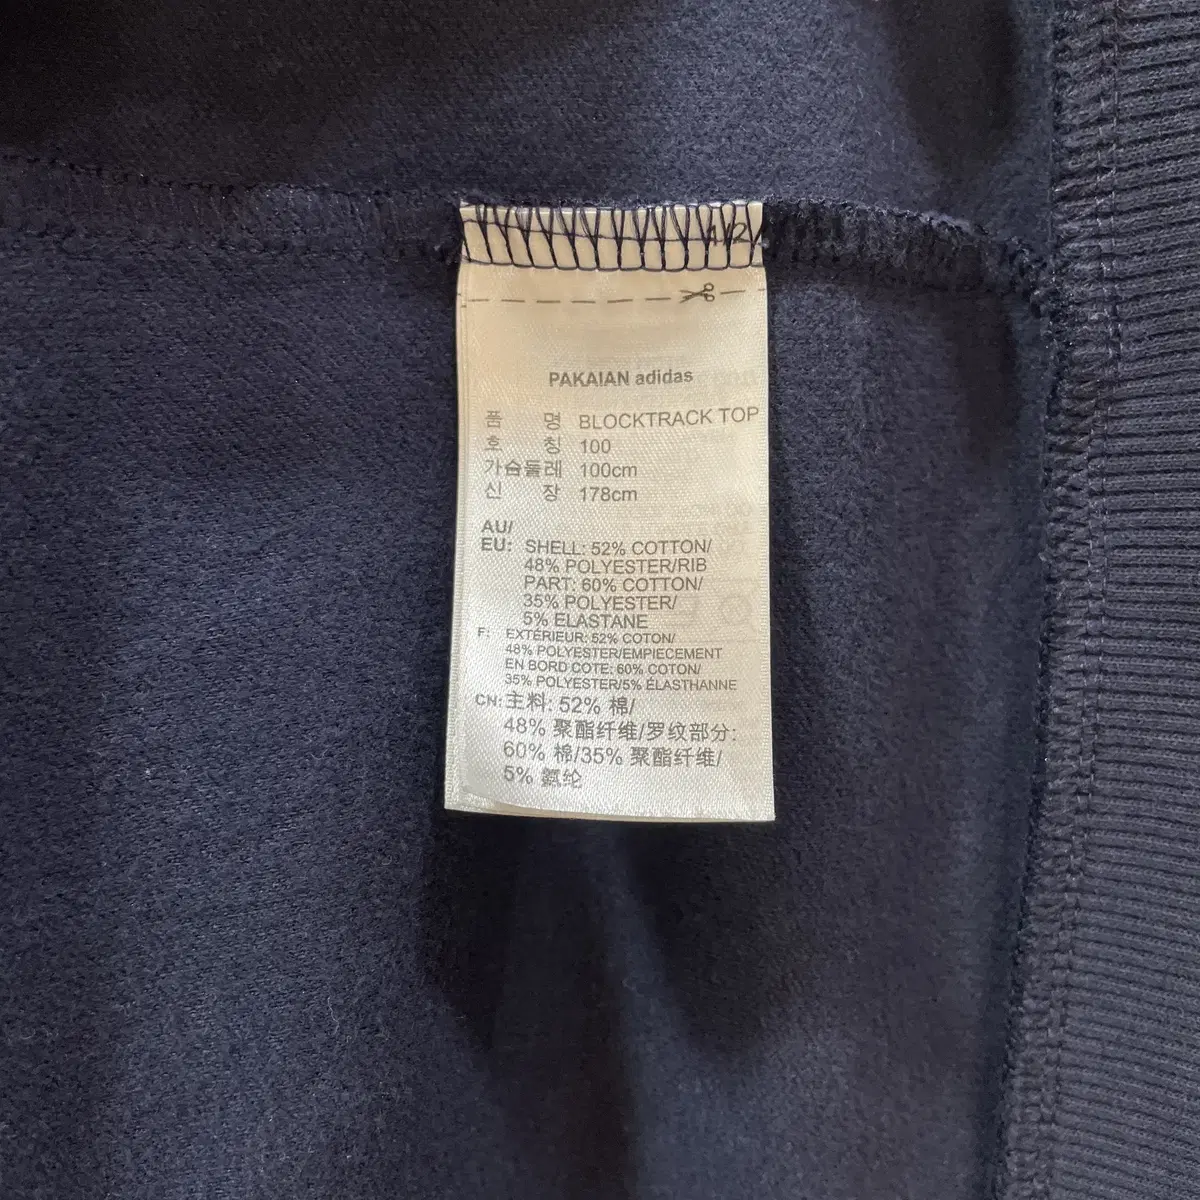 1/2
PAKAIAN adidas
품 명 BLOCKTRACK TOP
호 칭 100
가슴둘레 100cm
신 장 178cm
AU/
EU: SHELL: 52% COTTON/
48% POLYESTER/RIB
PART: 60% COTTON/
35% POLYESTER/
5% ELASTANE
F: EXTÉRIEUR: 52% COTON/
48% POLYESTER/EMPIECEMENT
EN BORD COTE: 60% COTON/
35% POLYESTER/5% ÉLASTHANNE
CN: 主料: 52% 棉/
48% 聚酯纤维/罗纹部分:
60% 棉/35% 聚酯纤维/
5% 氨纶